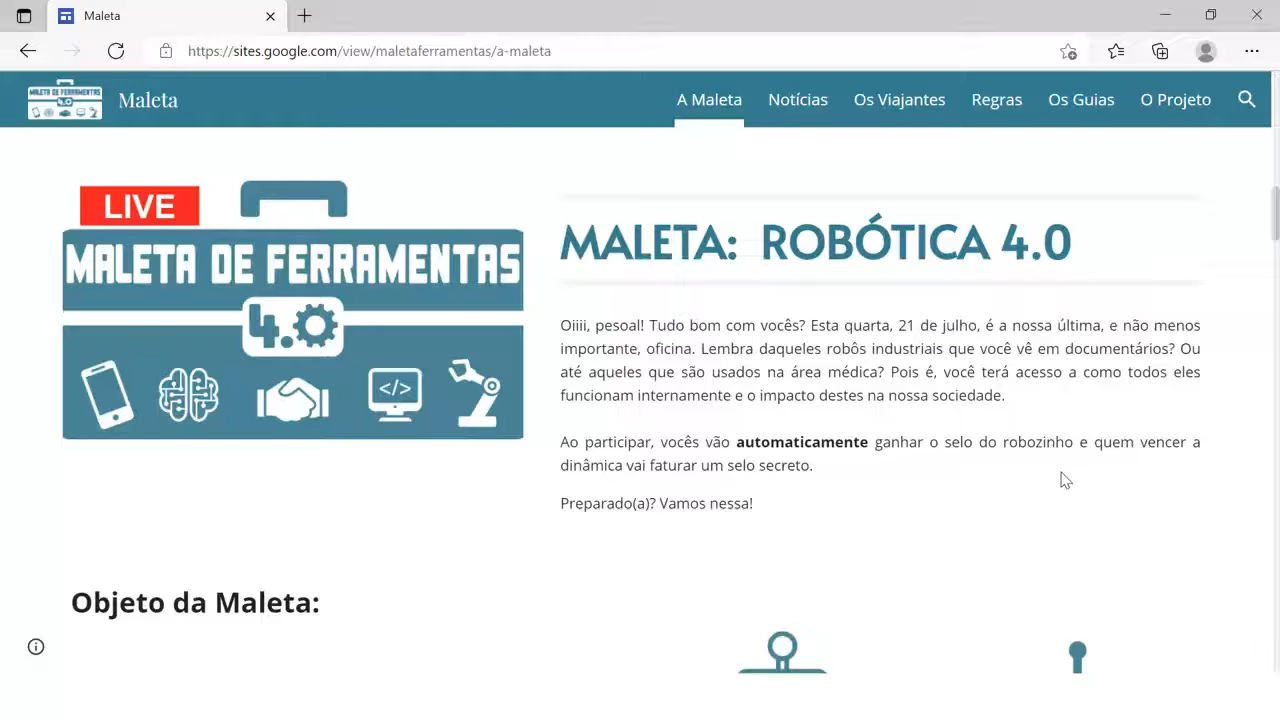 Maleta
https://sites.google.com/view/maletaferramentas/a-maleta
MALETA DE FERRAMENTAS
4.0
Maleta
A Maleta
Notícias
Os Viajantes
Regras
Os Guias
O Projeto
LIVE
MALETA DE FERRAMENTAS
4.0
</>
MALETA: ROBÓTICA 4.0
Oiiii, pesoal! Tudo bom com vocês? Esta quarta, 21 de julho, é a nossa última, e não menos
importante, oficina. Lembra daqueles robôs industriais que você vê em documentários? Ou
até aqueles que são usados na área médica? Pois é, você terá acesso a como todos eles
funcionam internamente e o impacto destes na nossa sociedade.
Ao participar, vocês vão automaticamente ganhar o selo do robozinho e quem vencer a
dinâmica vai faturar um selo secreto.
Preparado(a)? Vamos nessa!
Objeto da Maleta: